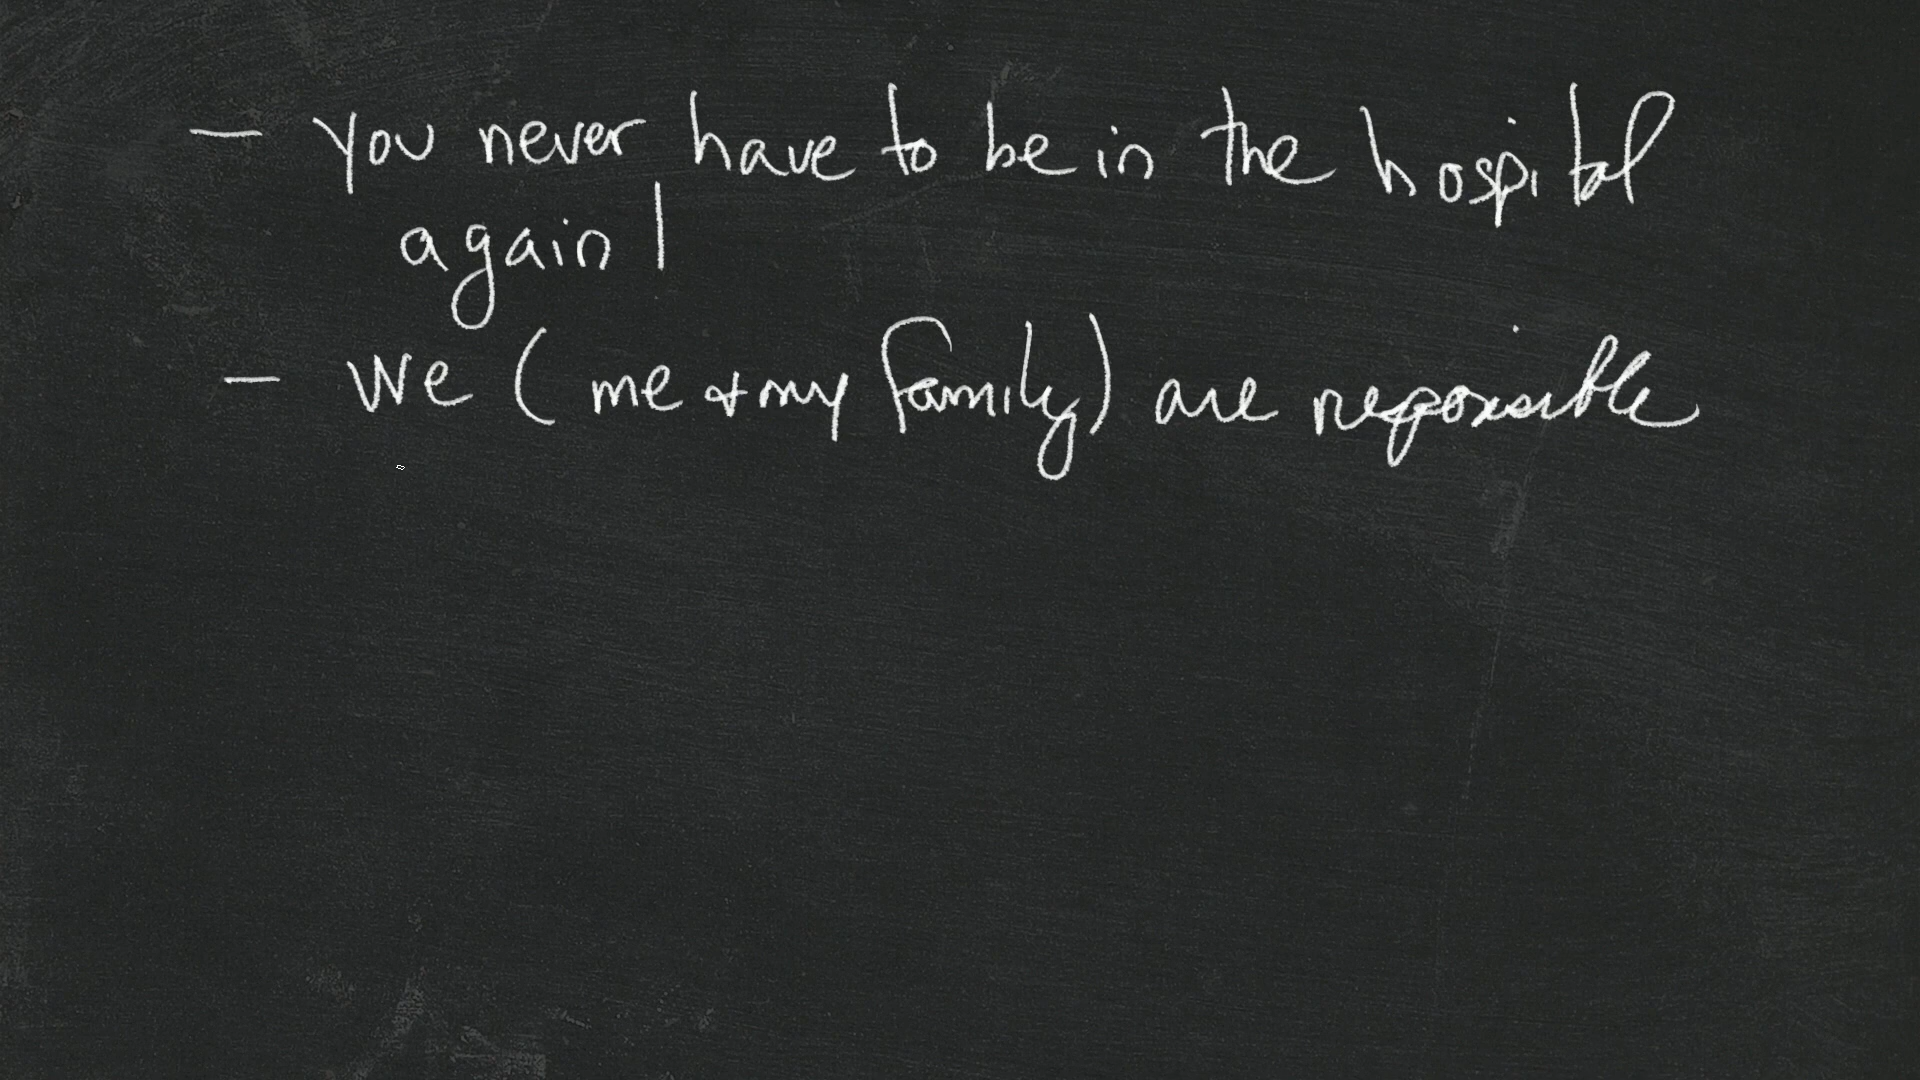 - you never have to be in the hospital
again!
- We (me & my family) are responsible